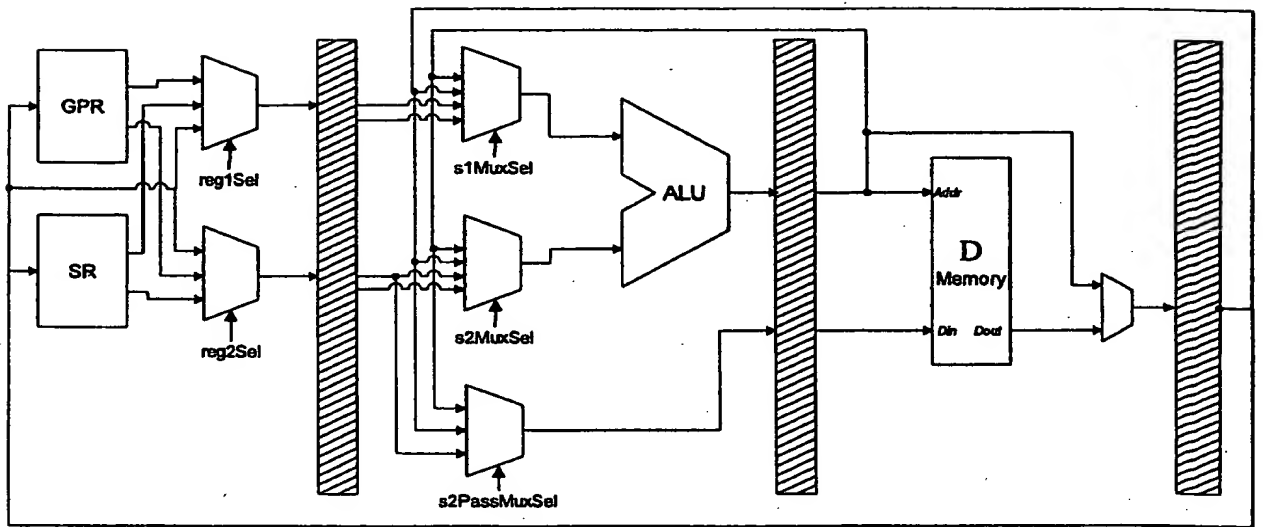 GPR
reg1Sel
SR
reg2Sel
s1MuxSel
s2MuxSel
s2PassMuxSel
ALU
Addr
D
Memory
Din Dout